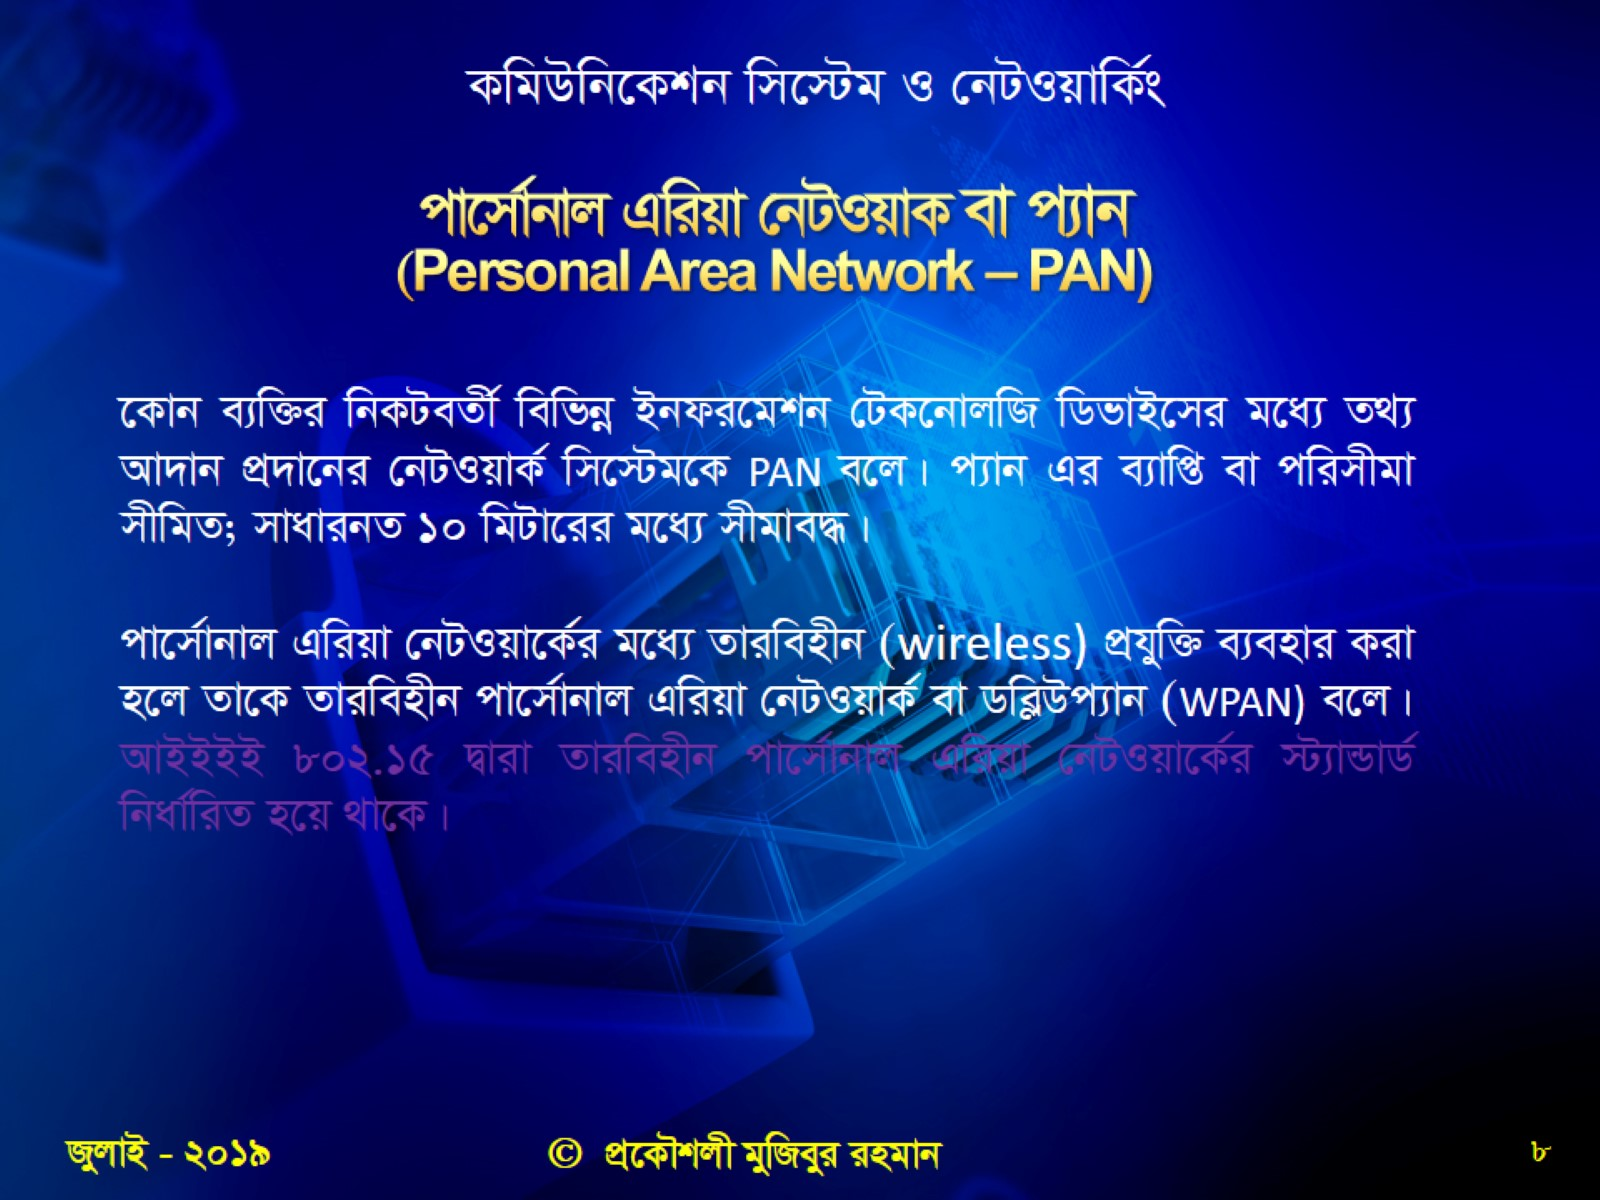 কমিউনিকেশন সিস্টেম ও নেটওয়ার্কিং
পার্সোনাল এরিয়া নেটওয়াক বা প্যান
(Personal Area Network – PAN)
কোন ব্যক্তির নিকটবর্তী বিভিন্ন ইনফরমেশন টেকনোলজি ডিভাইসের মধ্যে তথ্য
আদান প্রদানের নেটওয়ার্ক সিস্টেমকে PAN বলে। প্যান এর ব্যাপ্তি বা পরিসীমা
সীমিত; সাধারনত ১০ মিটারের মধ্যে সীমাবদ্ধ।
পার্সোনাল এরিয়া নেটওয়ার্কের মধ্যে তারবিহীন (wireless) প্রযুক্তি ব্যবহার করা
হলে তাকে তারবিহীন পার্সোনাল এরিয়া নেটওয়ার্ক বা ডব্লিউপ্যান (WPAN) বলে।
আইইইই ৮০২.১৫ দ্বারা তারবিহীন পার্সোনাল এরিয়া নেটওয়ার্কের স্ট্যান্ডার্ড
নির্ধারিত হয়ে থাকে।
জুলাই - ২০১৯
© প্রকৌশলী মুজিবুর রহমান
৮